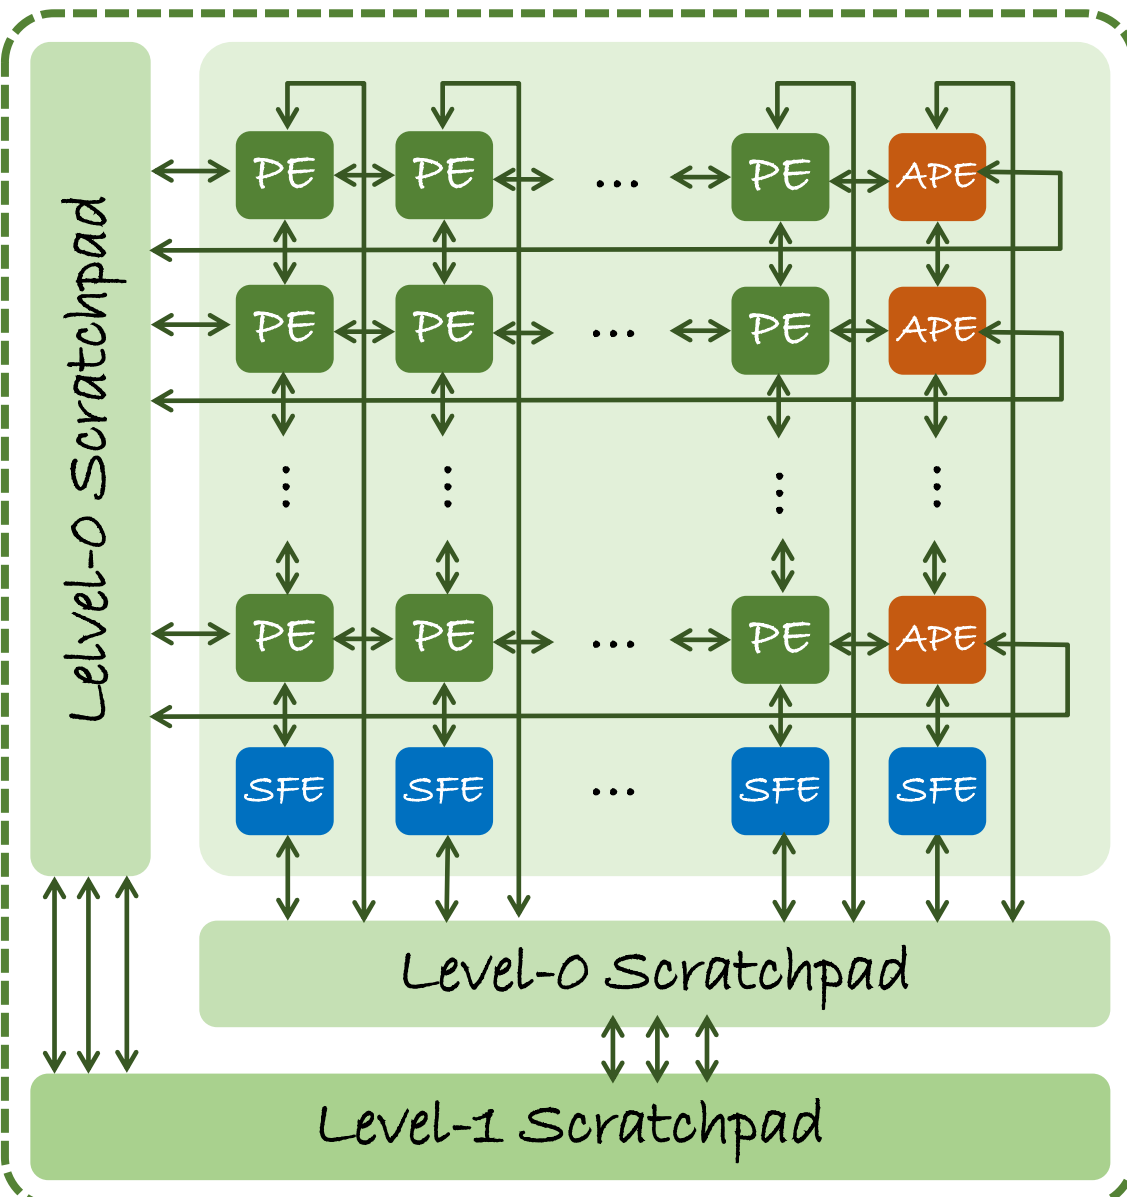 Lelvel-0 Scratchpad
PE PE ... PE APE
PE PE ... PE APE
... ... ... ...
PE PE ... PE APE
SFE SFE ... SFE SFE
Level-0 Scratchpad
Level-1 Scratchpad